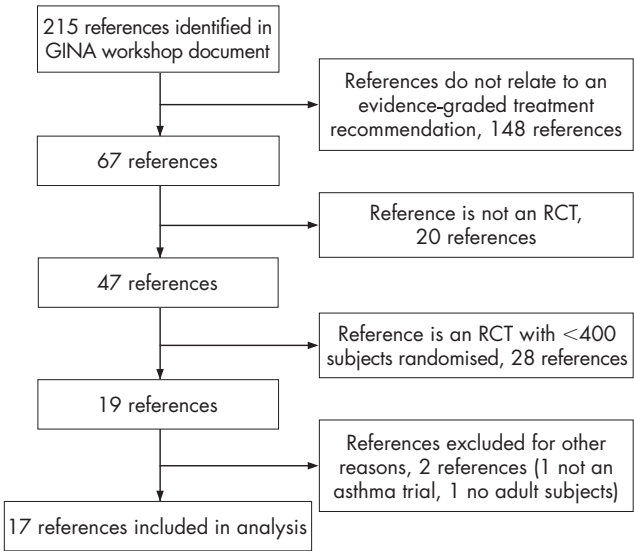 215 references identified in
GINA workshop document
References do not relate to an
evidence-graded treatment
recommendation, 148 references
67 references
Reference is not an RCT,
20 references
47 references
Reference is an RCT with <400
subjects randomised, 28 references
19 references
References excluded for other
reasons, 2 references (1 not an
asthma trial, 1 no adult subjects)
17 references included in analysis